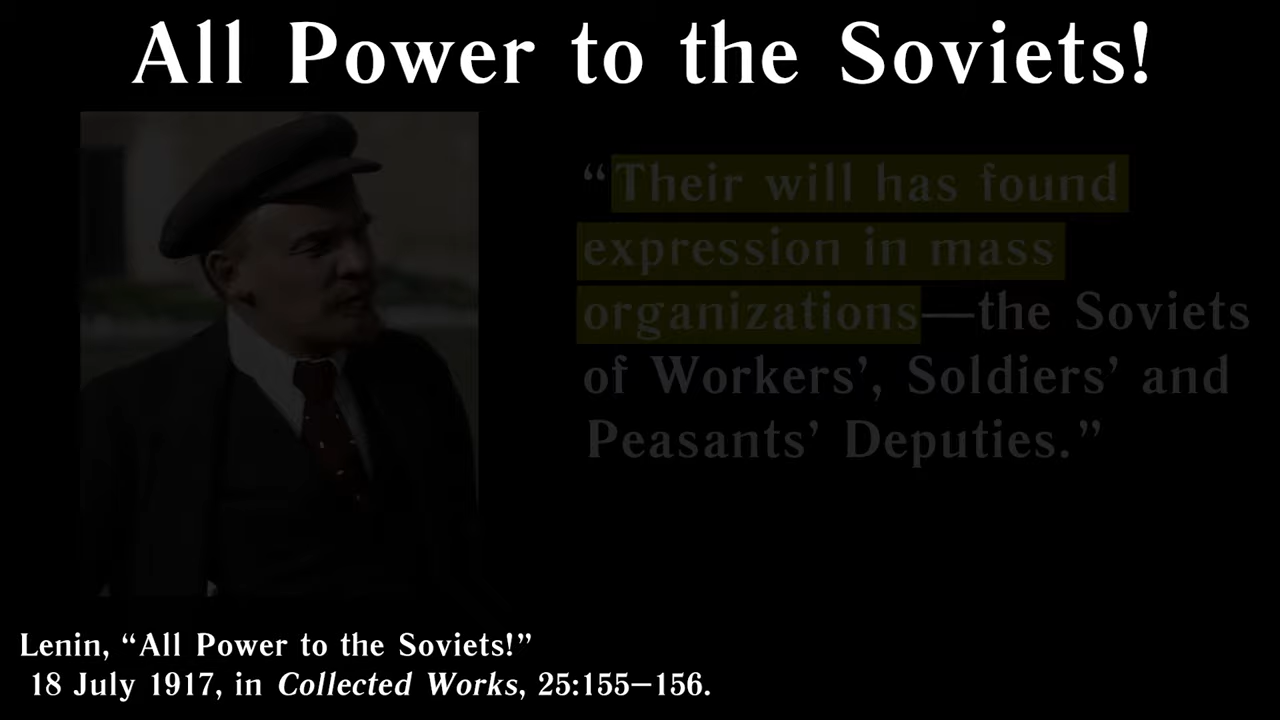 All Power to the Soviets!
“Their will has found
expression in mass
organizations—the Soviets
of Workers’, Soldiers’ and
Peasants’ Deputies.”
Lenin, “All Power to the Soviets!”
18 July 1917, in Collected Works, 25:155–156.